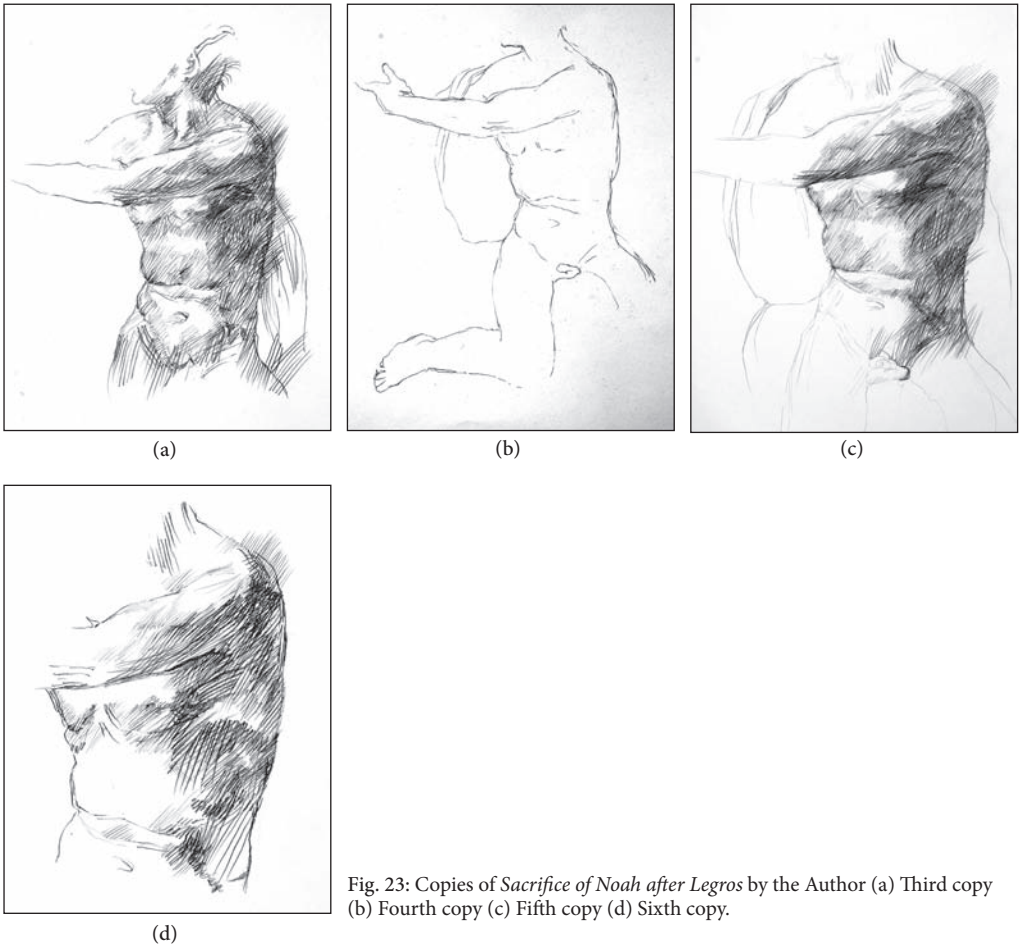 (a)
(b)
(c)
(d)
Fig. 23: Copies of Sacrifice of Noah after Legros by the Author (a) Third copy
(b) Fourth copy (c) Fifth copy (d) Sixth copy.